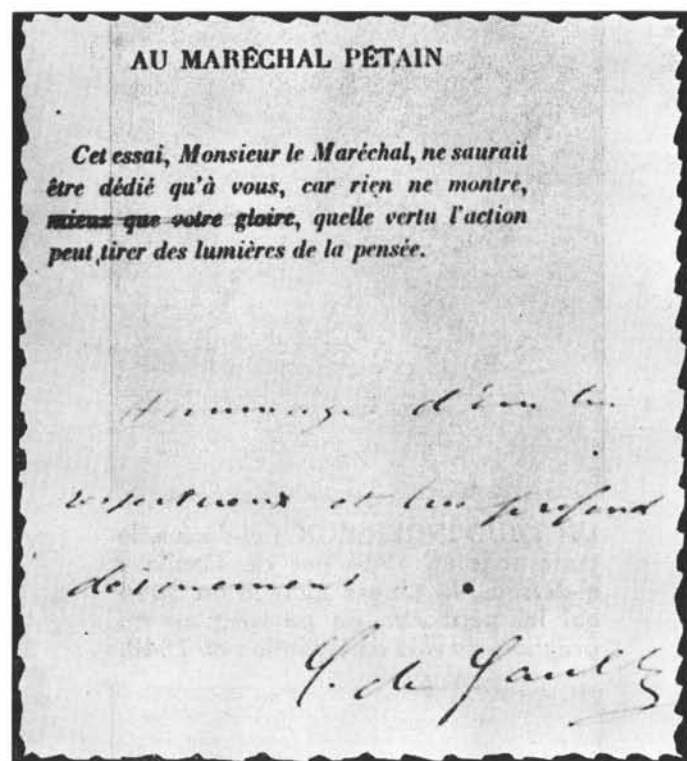 AU MARÉCHAL PÉTAIN
Cet essai, Monsieur le Maréchal, ne saurait
être dédié qu'à vous, car rien ne montre,
mieux que votre gloire, quelle vertu l'action
peut tirer des lumières de la pensée.
Hommage d'un très
respectueux et très profond
dévouement.
C. de Gaulle